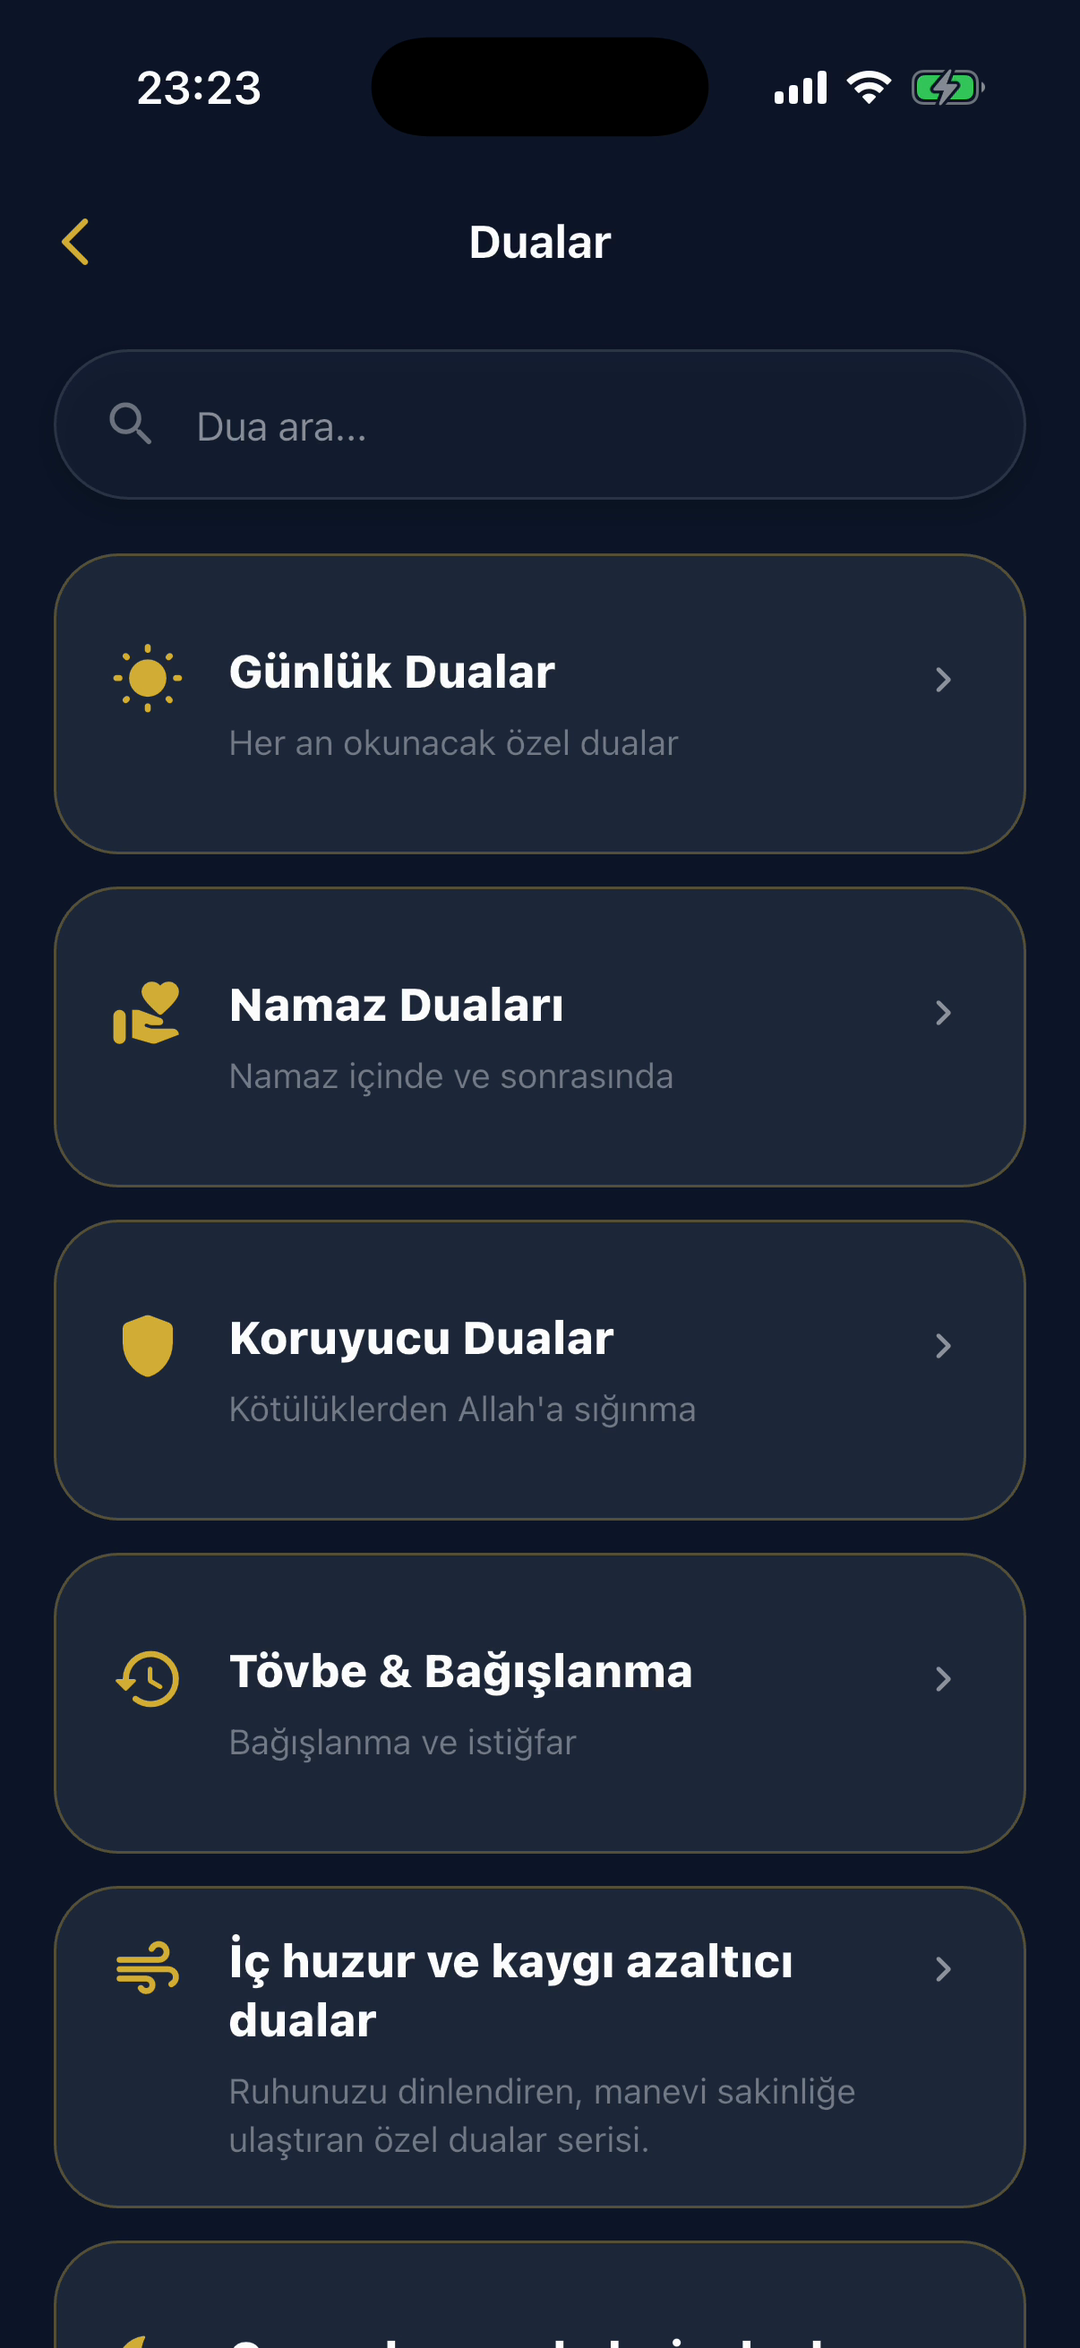 23:23
Dualar
Dua ara...
Günlük Dualar
Her an okunacak özel dualar
Namaz Duaları
Namaz içinde ve sonrasında
Koruyucu Dualar
Kötülüklerden Allah'a sığınma
Tövbe & Bağışlanma
Bağışlanma ve istiğfar
İç huzur ve kaygı azaltıcı
dualar
Ruhunuzu dinlendiren, manevi sakinliğe
ulaştıran özel dualar serisi.